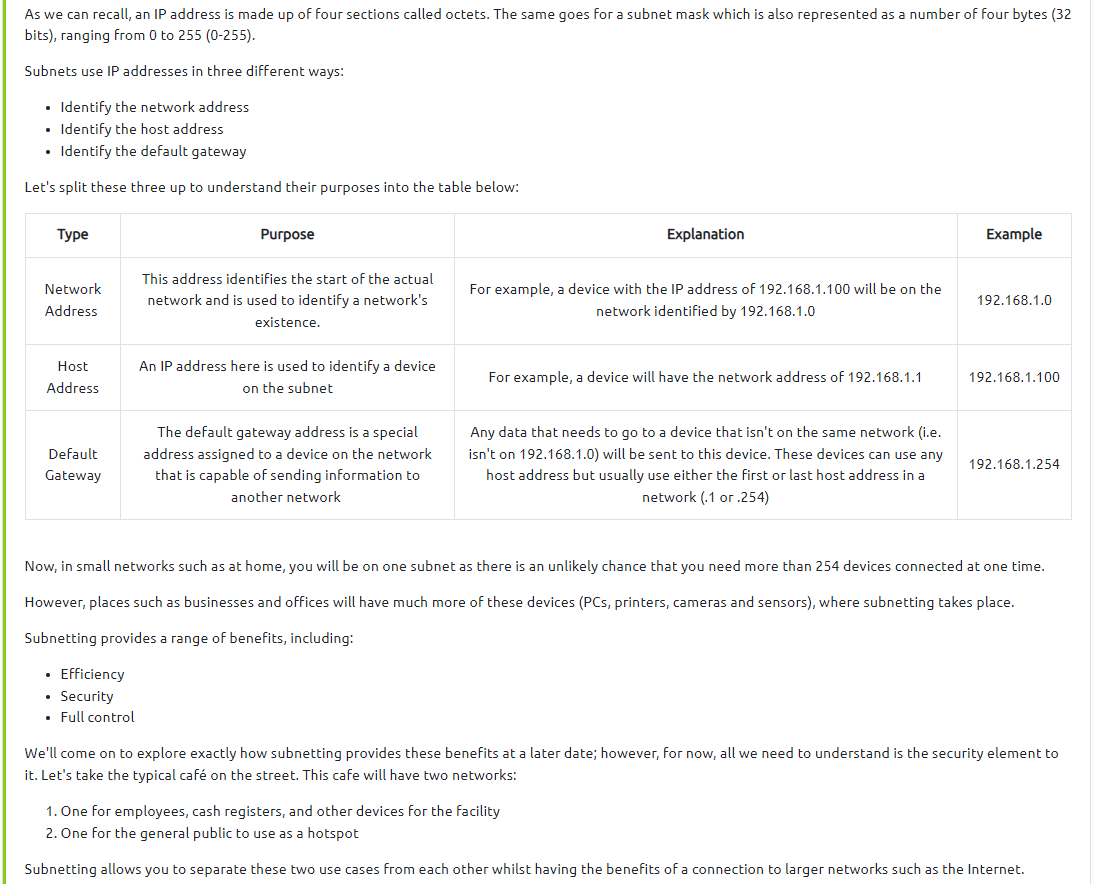 As we can recall, an IP address is made up of four sections called octets. The same goes for a subnet mask which is also represented as a number of four bytes (32
bits), ranging from 0 to 255 (0-255).
Subnets use IP addresses in three different ways:
• Identify the network address
• Identify the host address
• Identify the default gateway
Let's split these three up to understand their purposes into the table below:
Type Purpose Explanation Example
Network
Address
This address identifies the start of the actual
network and is used to identify a network's
existence.
For example, a device with the IP address of 192.168.1.100 will be on the
network identified by 192.168.1.0
192.168.1.0
Host
Address
An IP address here is used to identify a device
on the subnet
For example, a device will have the network address of 192.168.1.1
192.168.1.100
Default
Gateway
The default gateway address is a special
address assigned to a device on the network
that is capable of sending information to
another network
Any data that needs to go to a device that isn't on the same network (i.e.
isn't on 192.168.1.0) will be sent to this device. These devices can use any
host address but usually use either the first or last host address in a
network (.1 or .254)
192.168.1.254
Now, in small networks such as at home, you will be on one subnet as there is an unlikely chance that you need more than 254 devices connected at one time.
However, places such as businesses and offices will have much more of these devices (PCs, printers, cameras and sensors), where subnetting takes place.
Subnetting provides a range of benefits, including:
• Efficiency
• Security
• Full control
We'll come on to explore exactly how subnetting provides these benefits at a later date; however, for now, all we need to understand is the security element to
it. Let's take the typical café on the street. This cafe will have two networks:
1. One for employees, cash registers, and other devices for the facility
2. One for the general public to use as a hotspot
Subnetting allows you to separate these two use cases from each other whilst having the benefits of a connection to larger networks such as the Internet.